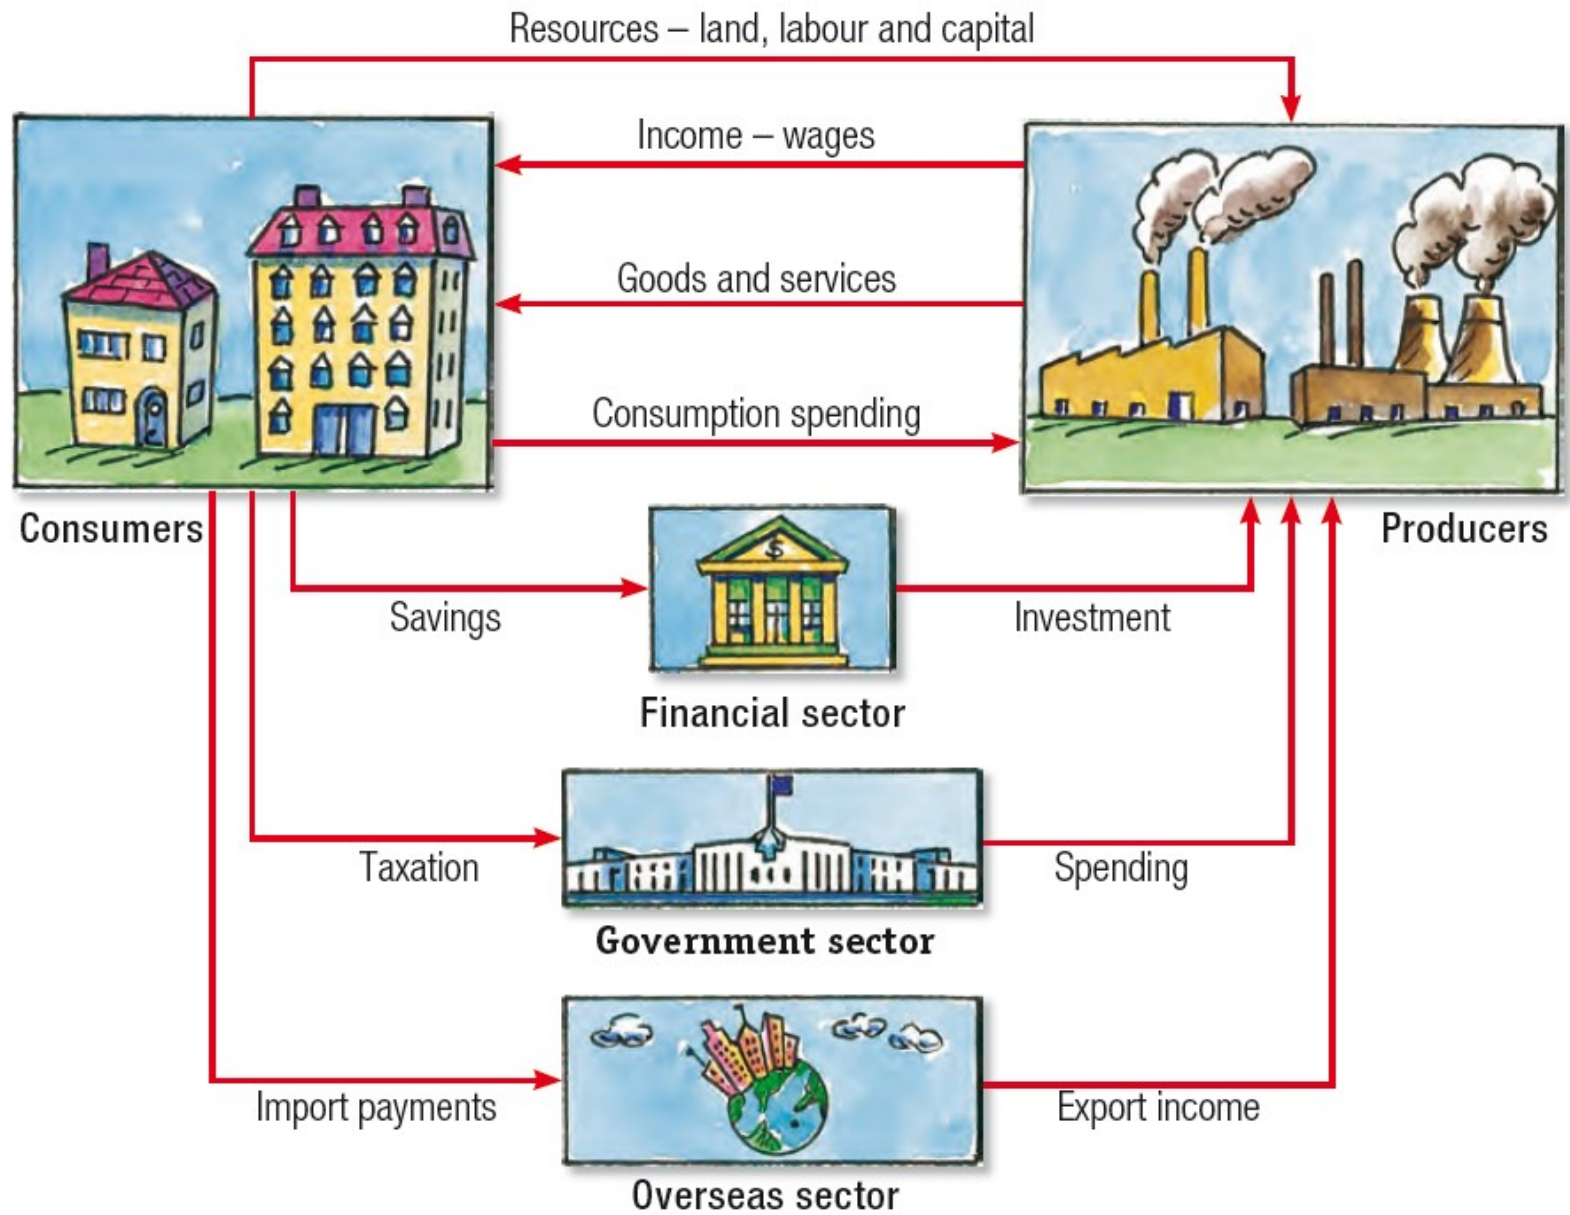 Resources – land, labour and capital
Income – wages
Goods and services
Consumption spending
Consumers
Producers
Savings
$
Investment
Financial sector
Taxation
Spending
Government sector
Import payments
Export income
Overseas sector